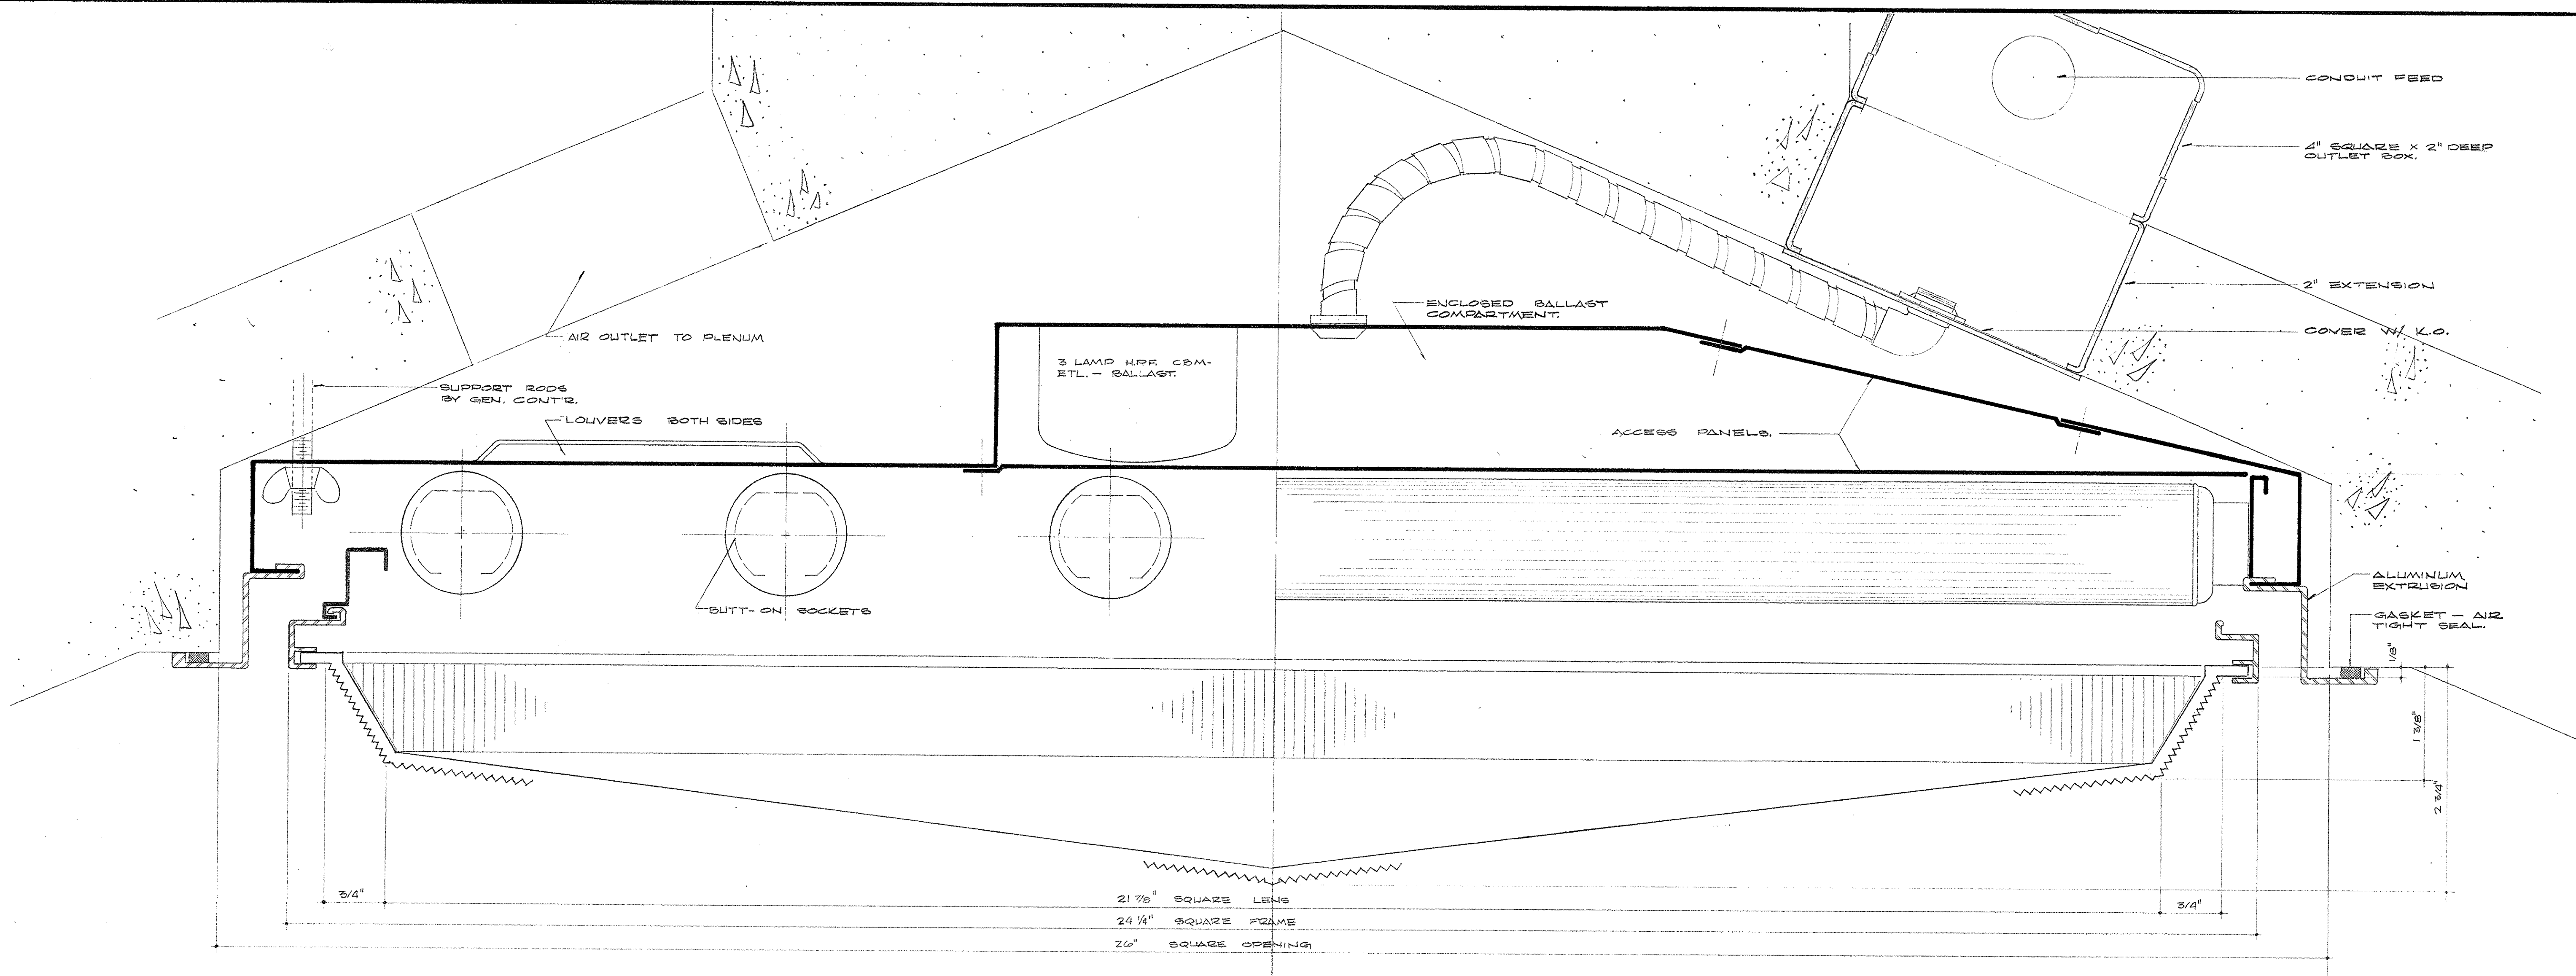 CONDUIT FEED
4" SQUARE X 2" DEEP
OUTLET BOX.
2" EXTENSION
COVER W/ K.O.
ENCLOSED BALLAST
COMPARTMENT.
AIR OUTLET TO PLENUM
3 LAMP H.P.F. CBM-
ETL. - BALLAST.
SUPPORT RODS
BY GEN. CONT'R.
LOUVERS BOTH SIDES
ACCESS PANELS.
BUTT-ON SOCKETS
ALUMINUM
EXTRUSION
GASKET - AIR
TIGHT SEAL.
1/8"
1 3/8"
2 3/4"
3/4"
21 7/8" SQUARE LENS
3/4"
24 1/4" SQUARE FRAME
26" SQUARE OPENING